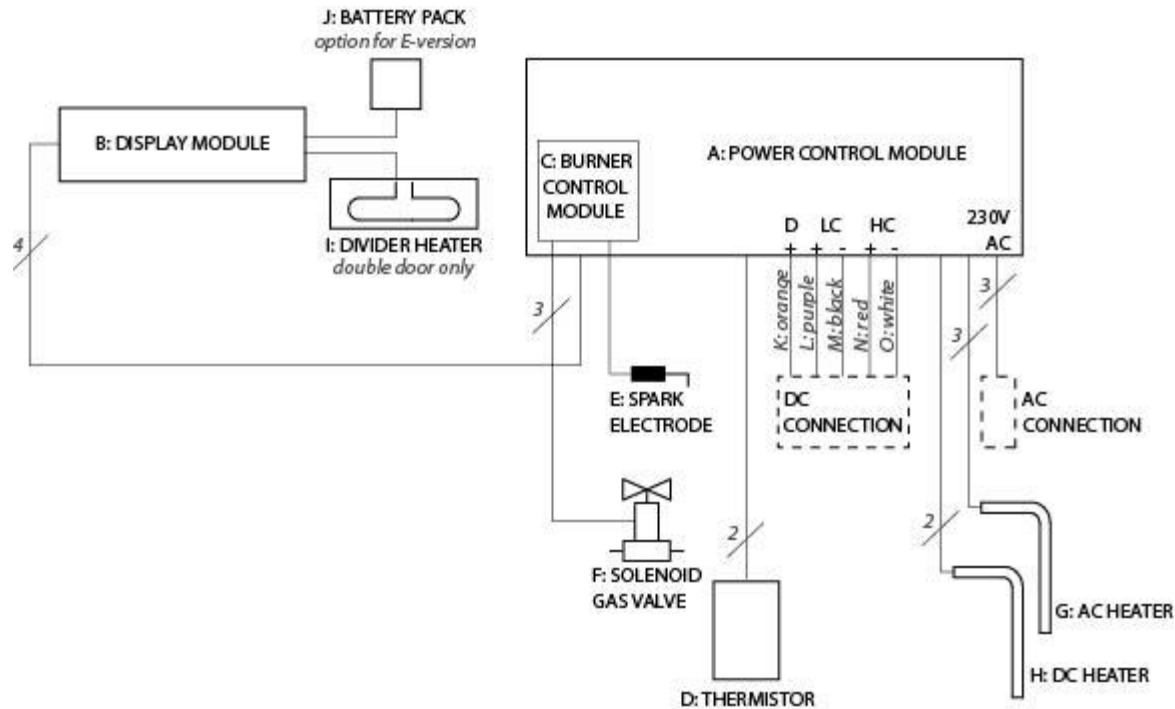 J: BATTERY PACK
option for E-version
B: DISPLAY MODULE
C: BURNER
CONTROL
MODULE
A: POWER CONTROL MODULE
I: DIVIDER HEATER
double door only
D
LC
HC
230V
AC
+
+
-
+
-
4
3
K: orange
L: purple
M: black
N: red
O: white
3
3
E: SPARK
ELECTRODE
DC
CONNECTION
AC
CONNECTION
2
2
F: SOLENOID
GAS VALVE
G: AC HEATER
H: DC HEATER
D: THERMISTOR